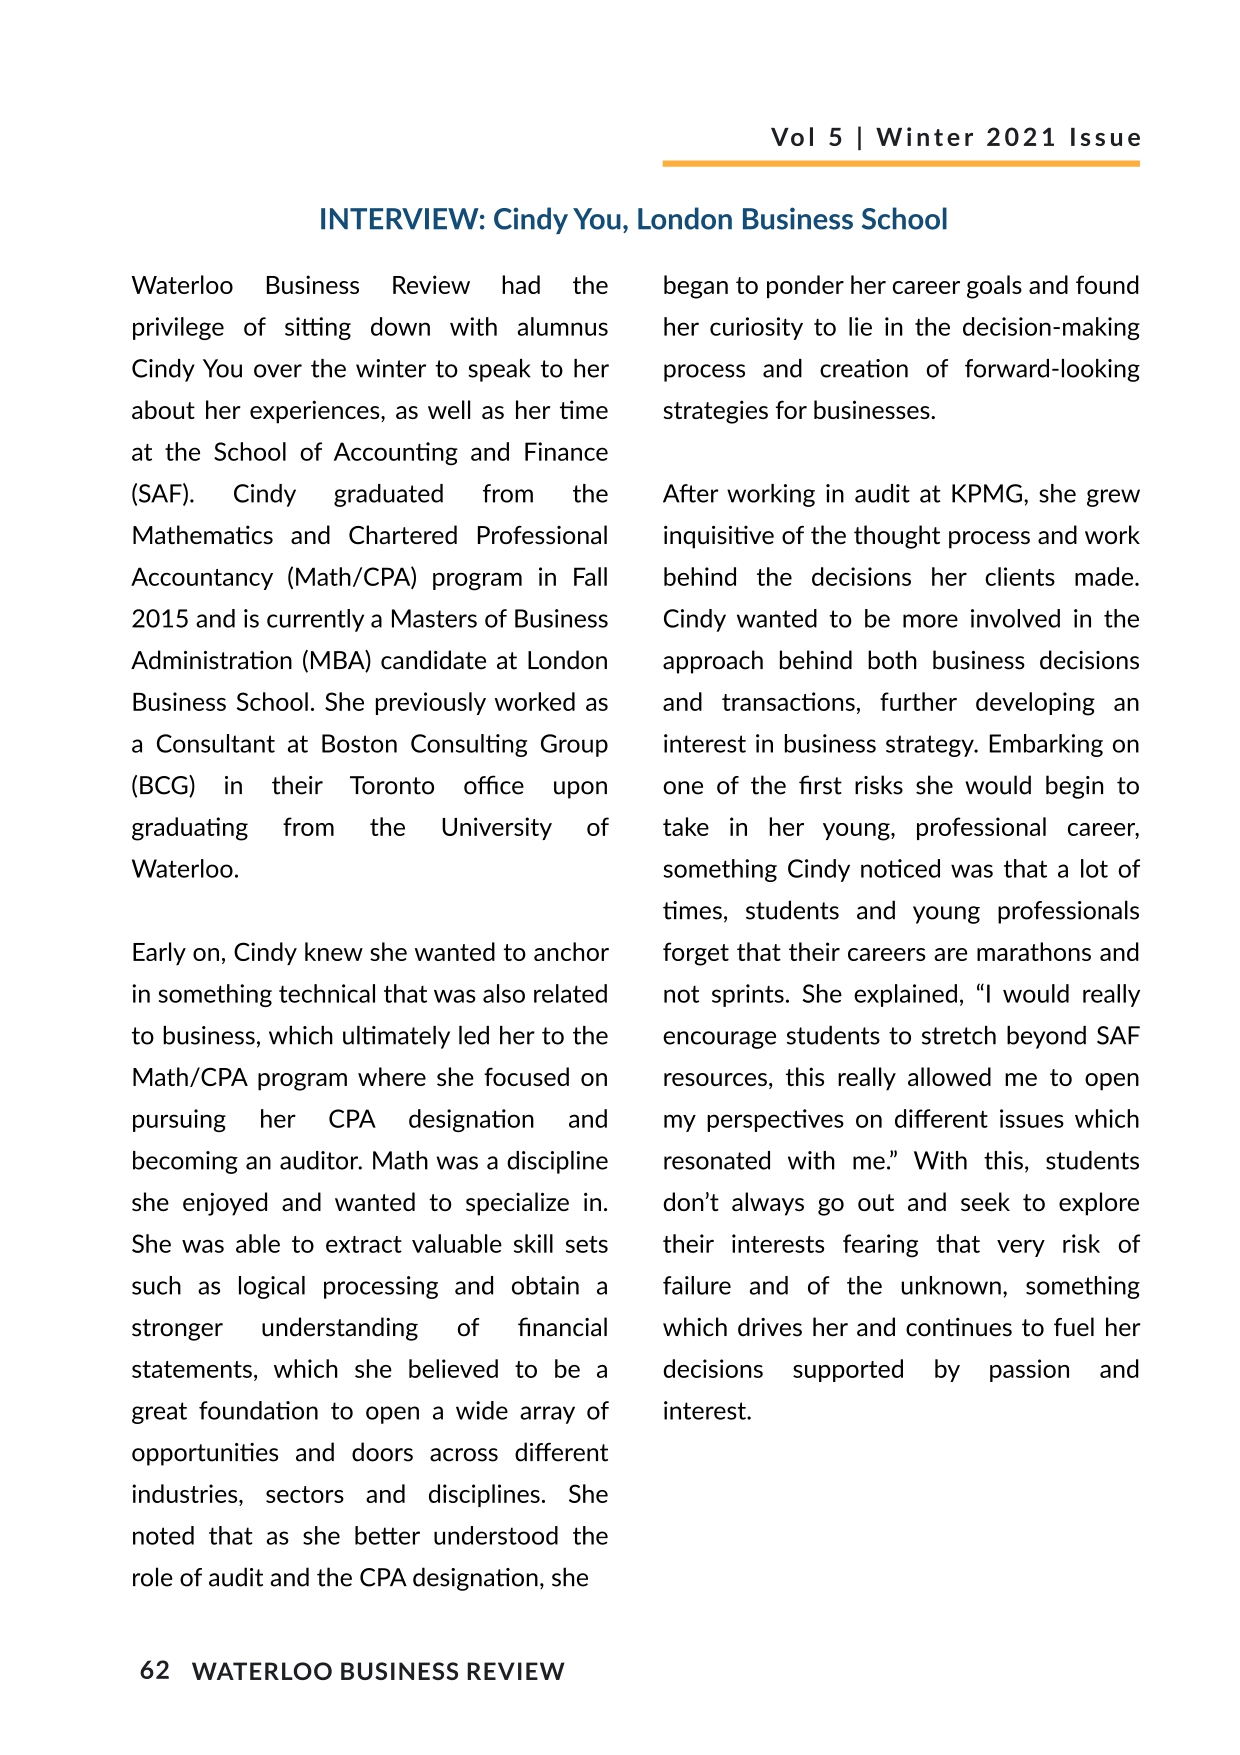 Vol 5 | Winter 2021 Issue
INTERVIEW: Cindy You, London Business School
Waterloo Business Review had the
privilege of sitting down with alumnus
Cindy You over the winter to speak to her
about her experiences, as well as her time
at the School of Accounting and Finance
(SAF). Cindy graduated from the
Mathematics and Chartered Professional
Accountancy (Math/CPA) program in Fall
2015 and is currently a Masters of Business
Administration (MBA) candidate at London
Business School. She previously worked as
a Consultant at Boston Consulting Group
(BCG) in their Toronto office upon
graduating from the University of
Waterloo.
Early on, Cindy knew she wanted to anchor
in something technical that was also related
to business, which ultimately led her to the
Math/CPA program where she focused on
pursuing her CPA designation and
becoming an auditor. Math was a discipline
she enjoyed and wanted to specialize in.
She was able to extract valuable skill sets
such as logical processing and obtain a
stronger understanding of financial
statements, which she believed to be a
great foundation to open a wide array of
opportunities and doors across different
industries, sectors and disciplines. She
noted that as she better understood the
role of audit and the CPA designation, she
began to ponder her career goals and found
her curiosity to lie in the decision-making
process and creation of forward-looking
strategies for businesses.
After working in audit at KPMG, she grew
inquisitive of the thought process and work
behind the decisions her clients made.
Cindy wanted to be more involved in the
approach behind both business decisions
and transactions, further developing an
interest in business strategy. Embarking on
one of the first risks she would begin to
take in her young, professional career,
something Cindy noticed was that a lot of
times, students and young professionals
forget that their careers are marathons and
not sprints. She explained, “I would really
encourage students to stretch beyond SAF
resources, this really allowed me to open
my perspectives on different issues which
resonated with me.” With this, students
don’t always go out and seek to explore
their interests fearing that very risk of
failure and of the unknown, something
which drives her and continues to fuel her
decisions supported by passion and
interest.
62 WATERLOO BUSINESS REVIEW